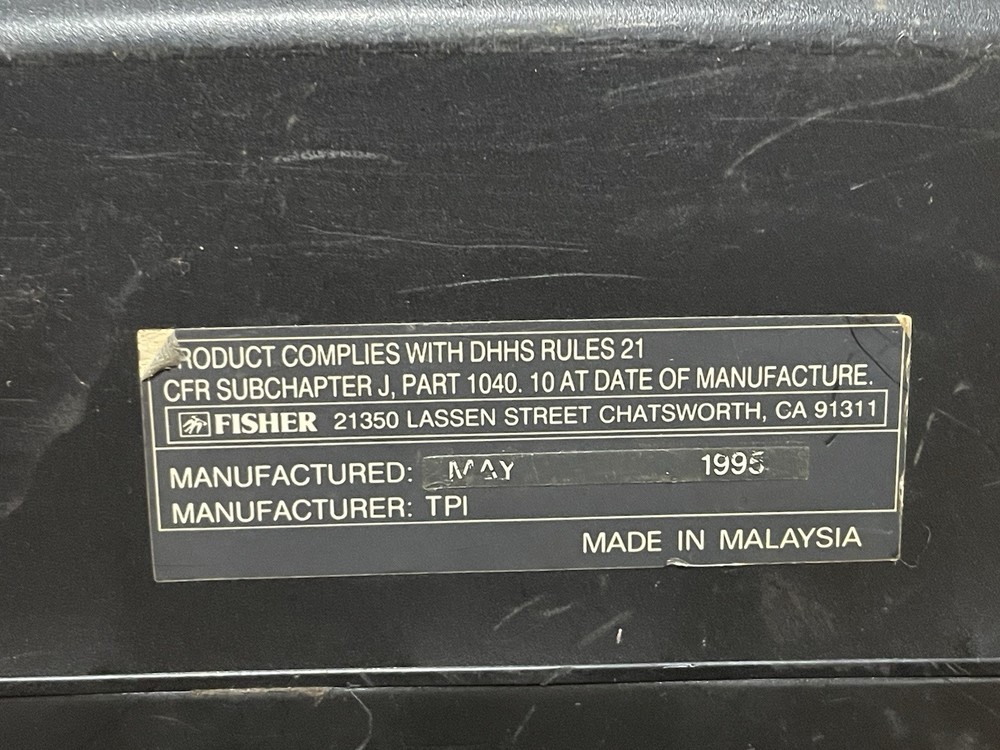 RODUCT COMPLIES WITH DHHS RULES 21
CFR SUBCHAPTER J, PART 1040. 10 AT DATE OF MANUFACTURE.
FISHER 21350 LASSEN STREET CHATSWORTH, CA 91311
MANUFACTURED: MAY 1995
MANUFACTURER: TPI
MADE IN MALAYSIA